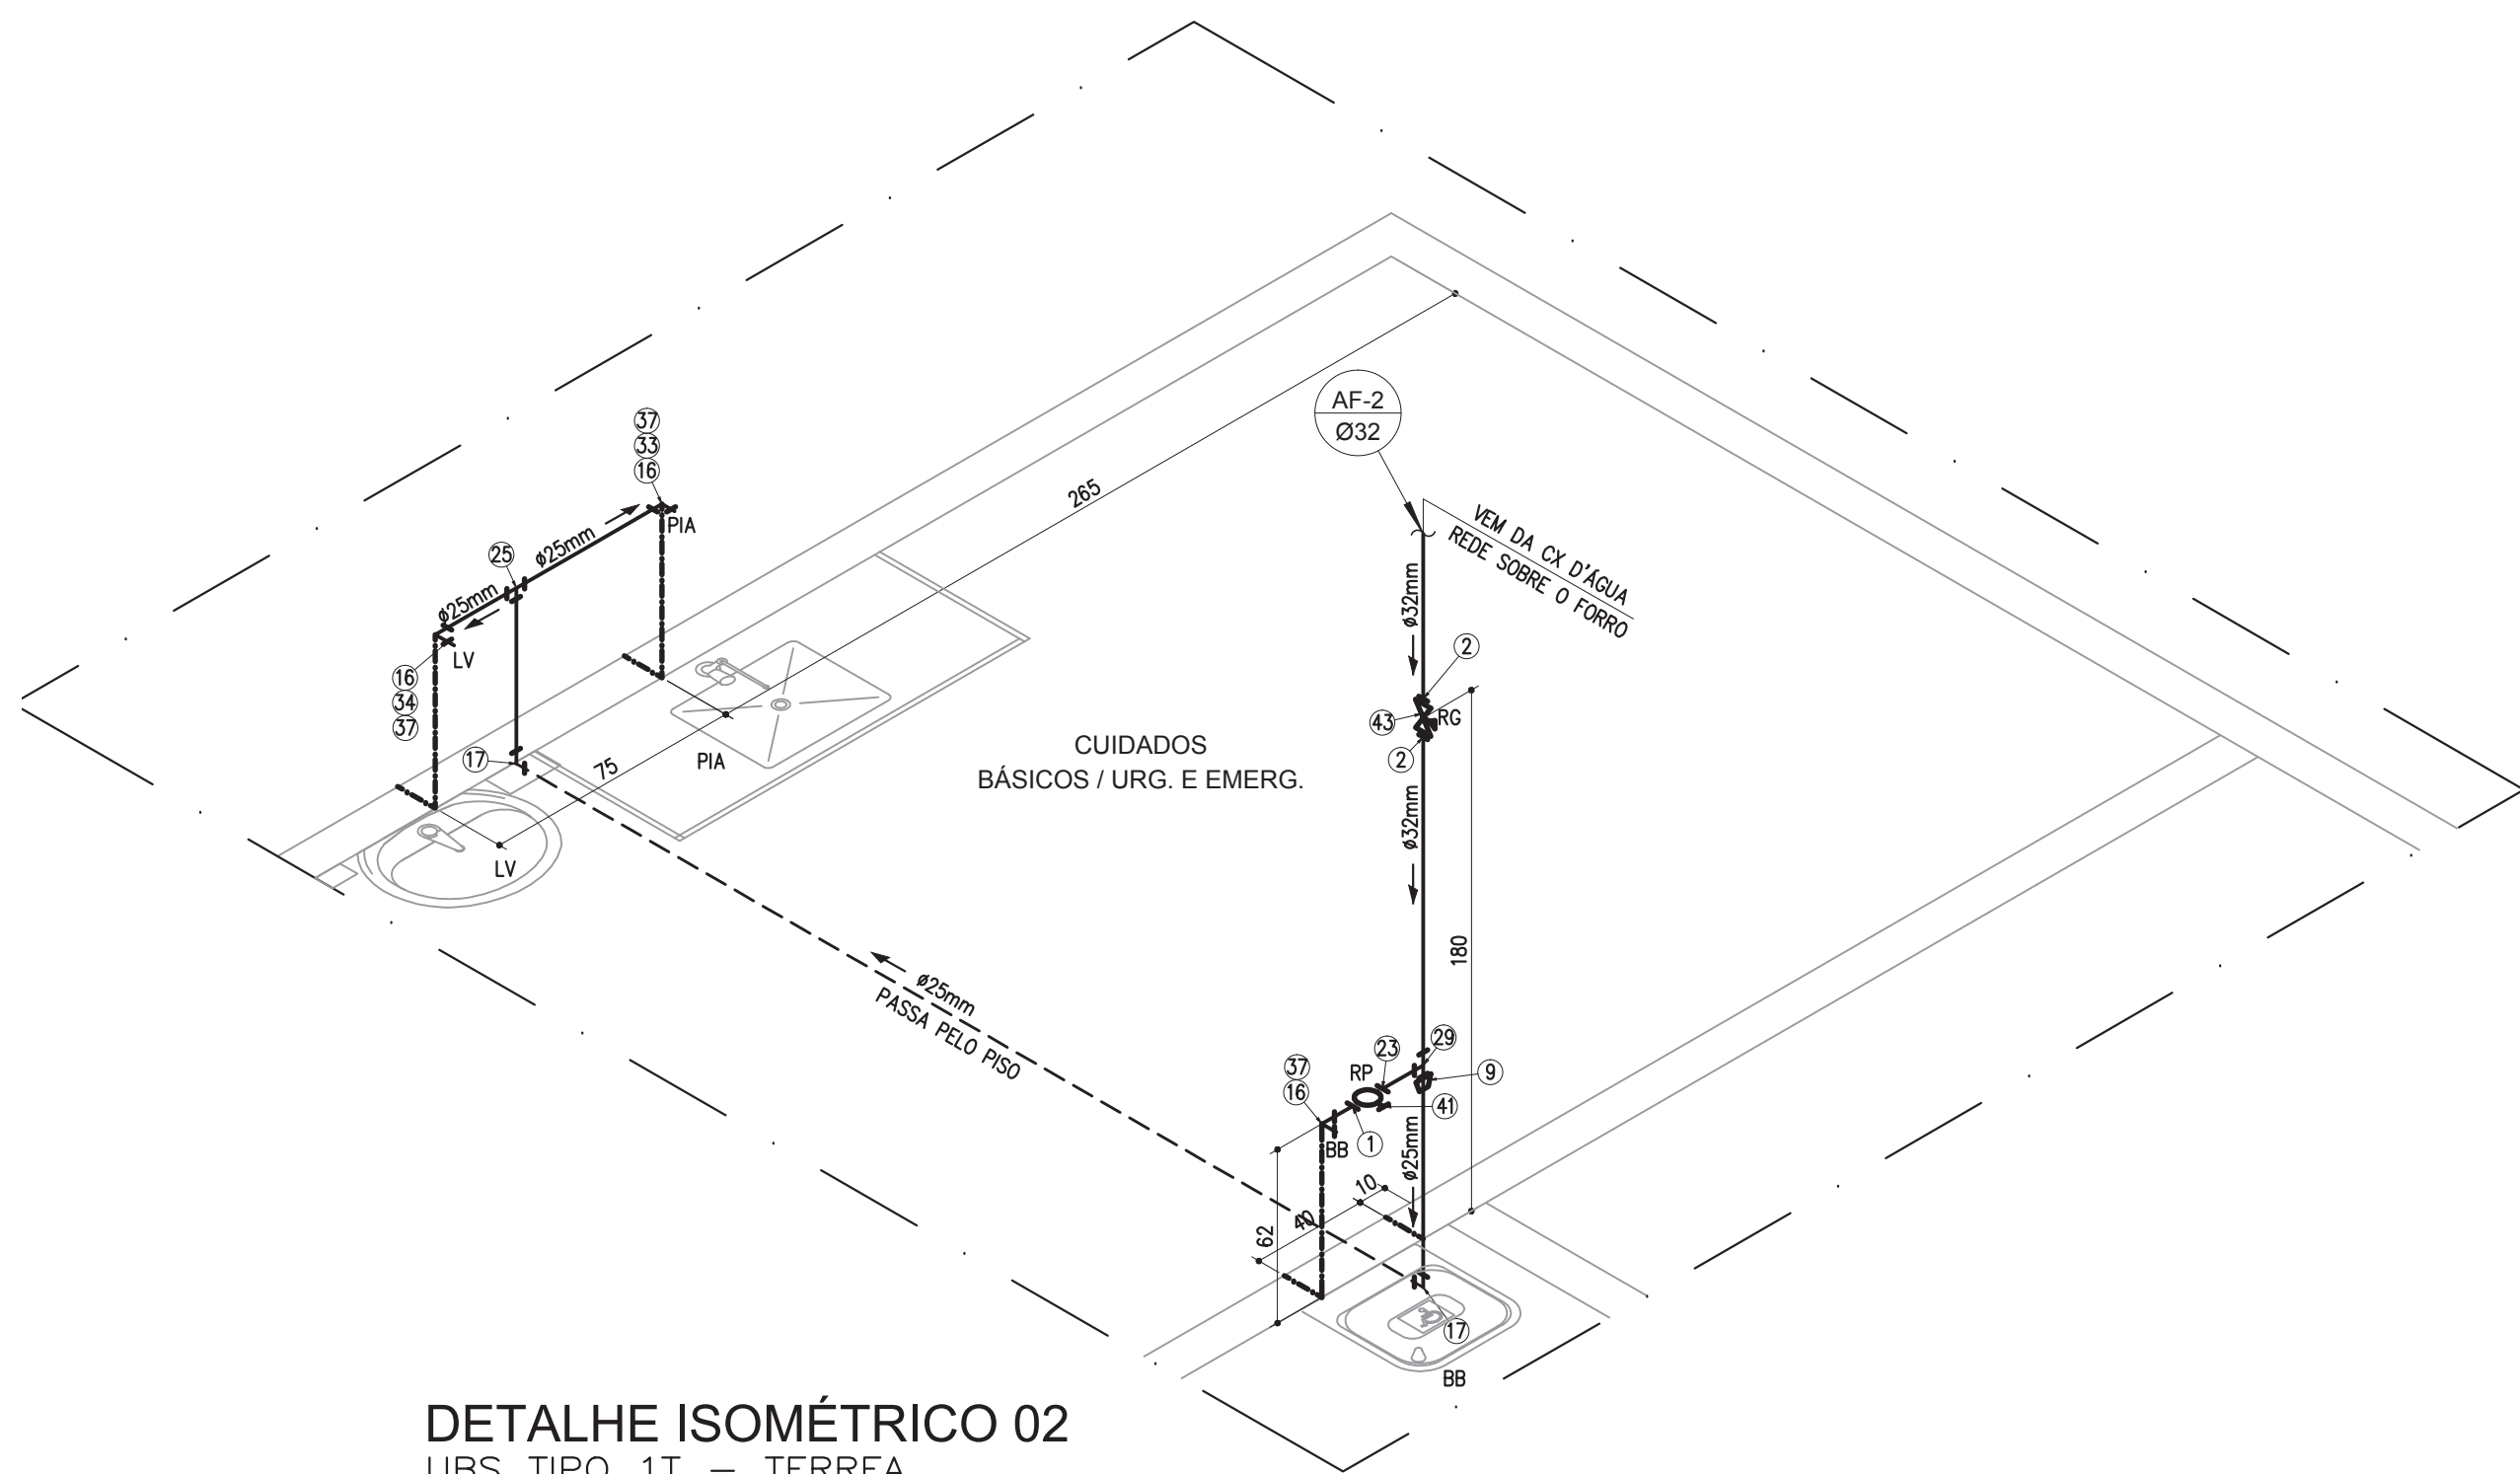 37
33
16
PIA
25
ø25mm
ø25mm
LV
16
34
37
17
75
PIA
LV
265
AF-2
Ø32
VEM DA CX D'ÁGUA
REDE SOBRE O FORRO
ø32mm
2
43
RG
2
CUIDADOS
BÁSICOS / URG. E EMERG.
ø32mm
180
ø25mm
PASSA PELO PISO
29
23
RP
9
37
16
41
1
BB
ø25mm
10
40
62
17
BB
DETALHE ISOMÉTRICO 02
UBS TIPO 1T – TERREA